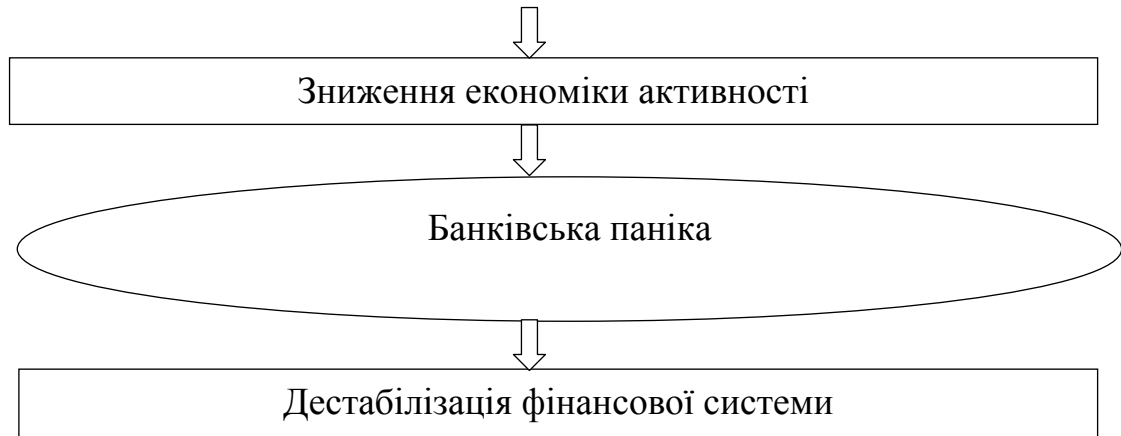 Зниження економіки активності
Банківська паніка
Дестабілізація фінансової системи